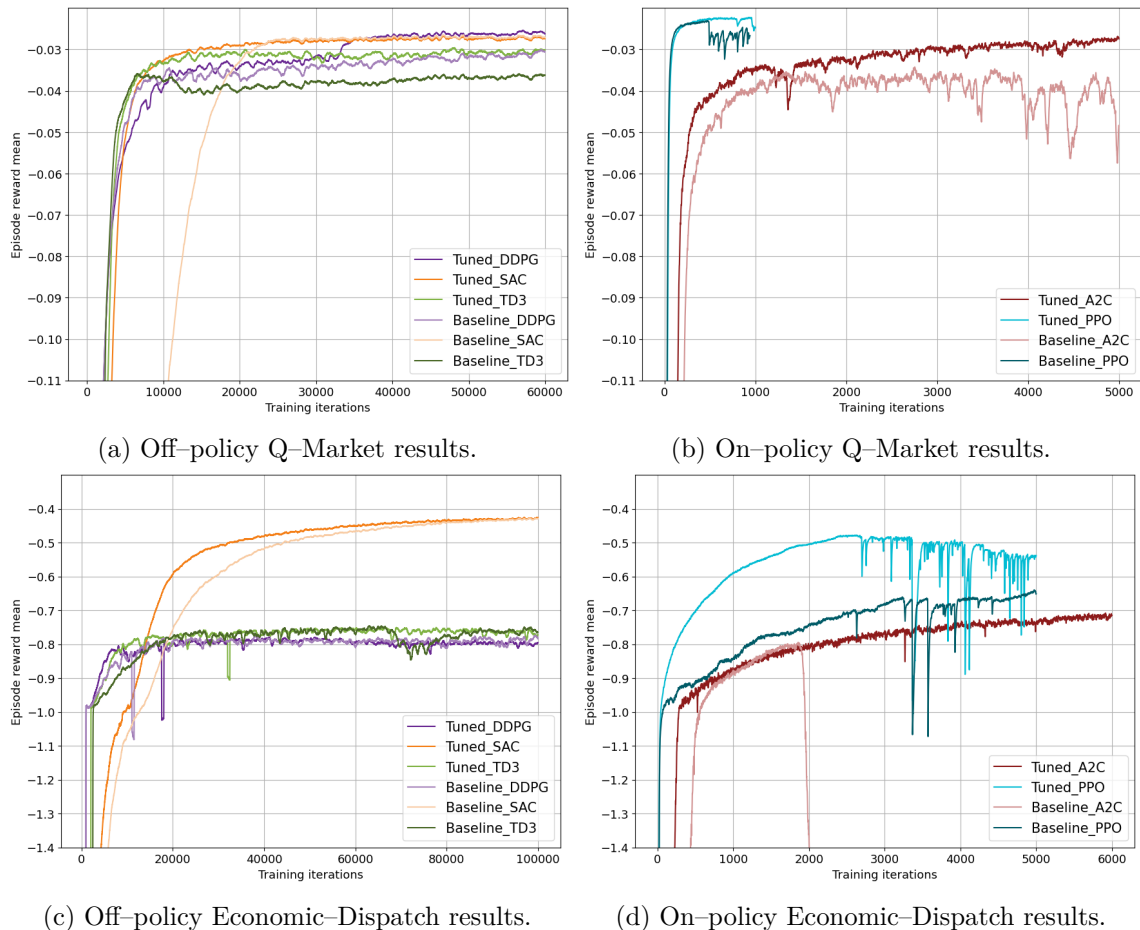 −0.03
−0.04
−0.05
−0.06
−0.07
−0.08
−0.09
−0.10
−0.11
Episode reward mean
0 10000 20000 30000 40000 50000 60000
Training iterations
Tuned_DDPG
Tuned_SAC
Tuned_TD3
Baseline_DDPG
Baseline_SAC
Baseline_TD3
(a) Off–policy Q–Market results.
−0.03
−0.04
−0.05
−0.06
−0.07
−0.08
−0.09
−0.10
−0.11
Episode reward mean
0 1000 2000 3000 4000 5000
Training iterations
Tuned_A2C
Tuned_PPO
Baseline_A2C
Baseline_PPO
(b) On–policy Q–Market results.
−0.4
−0.5
−0.6
−0.7
−0.8
−0.9
−1.0
−1.1
−1.2
−1.3
−1.4
Episode reward mean
0 20000 40000 60000 80000 100000
Training iterations
Tuned_DDPG
Tuned_SAC
Tuned_TD3
Baseline_DDPG
Baseline_SAC
Baseline_TD3
(c) Off–policy Economic–Dispatch results.
−0.4
−0.5
−0.6
−0.7
−0.8
−0.9
−1.0
−1.1
−1.2
−1.3
−1.4
Episode reward mean
0 1000 2000 3000 4000 5000 6000
Training iterations
Tuned_A2C
Tuned_PPO
Baseline_A2C
Baseline_PPO
(d) On–policy Economic–Dispatch results.